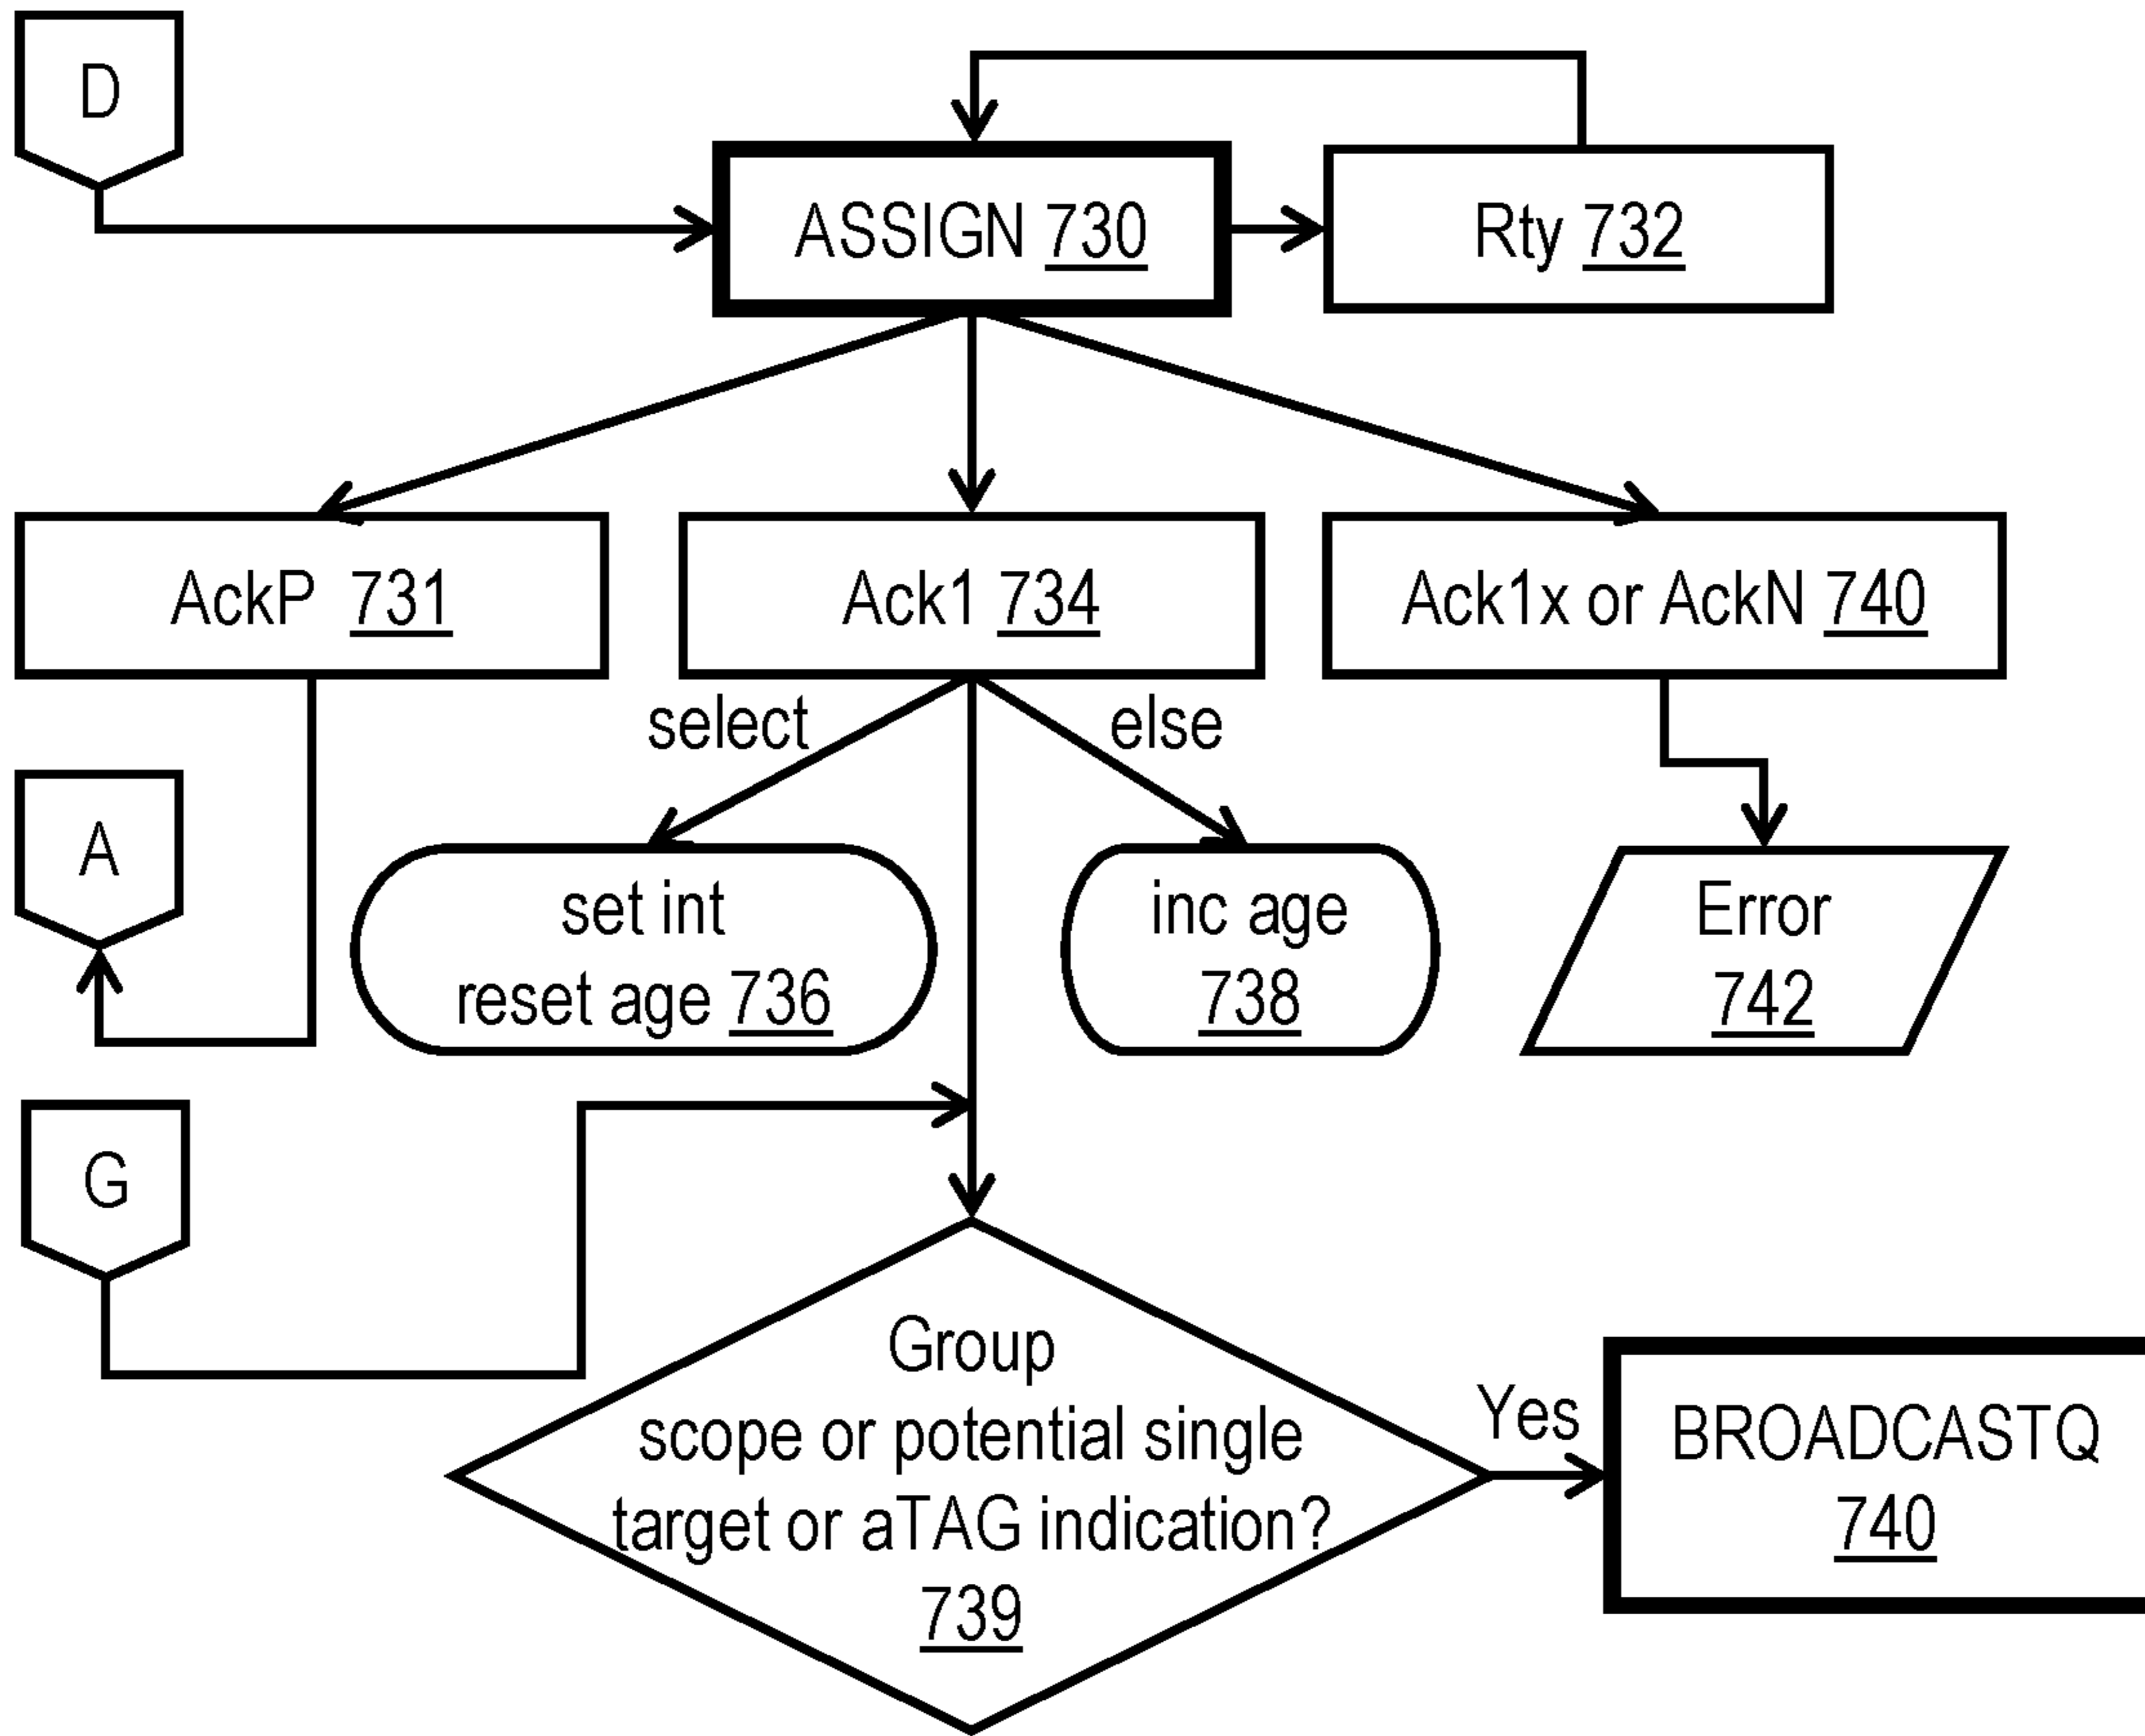 D
ASSIGN 730
Rty 732
AckP 731
Ack1 734
Ack1x or AckN 740
select
else
A
set int
reset age 736
inc age
738
Error
742
G
Group
scope or potential single
target or aTAG indication?
739
Yes
BROADCASTQ
740